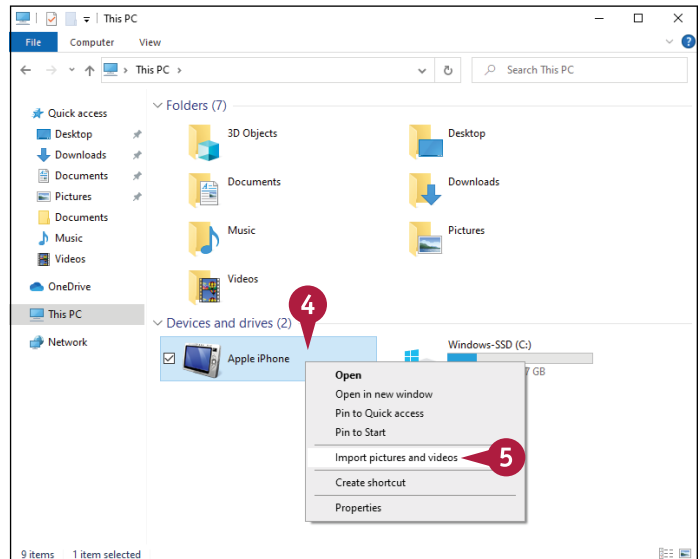 This PC
File Computer View
This PC
Search This PC
Quick access
Desktop
Downloads
Documents
Pictures
Documents
Music
Videos
OneDrive
This PC
Network
Folders (7)
3D Objects
Desktop
Documents
Downloads
Music
Pictures
Videos
4
Devices and drives (2)
Apple iPhone
Windows-SSD (C:)
7 GB
Open
Open in new window
Pin to Quick access
Pin to Start
Import pictures and videos
5
Create shortcut
Properties
9 items 1 item selected